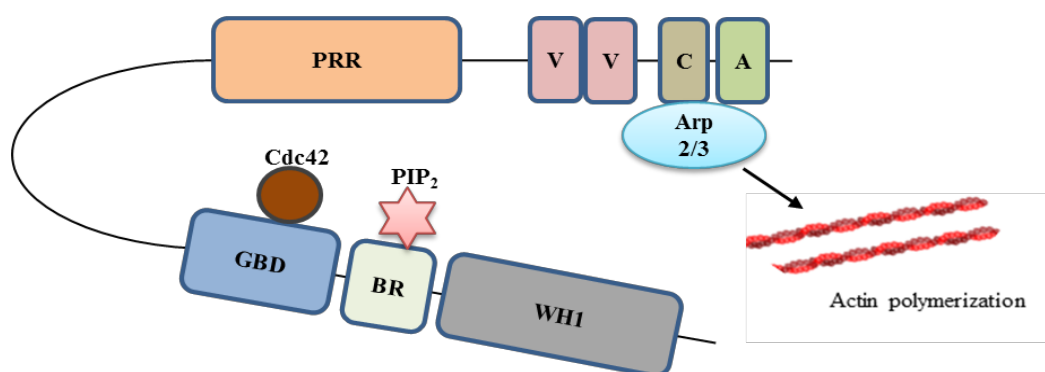 PRR
V
V
C
A
Arp
2/3
Cdc42
PIP₂
GBD
BR
WH1
Actin polymerization